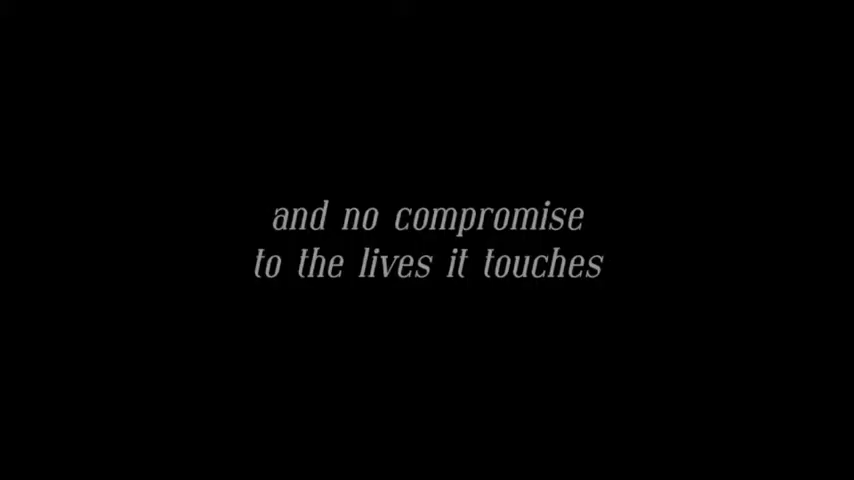 and no compromise
to the lives it touches